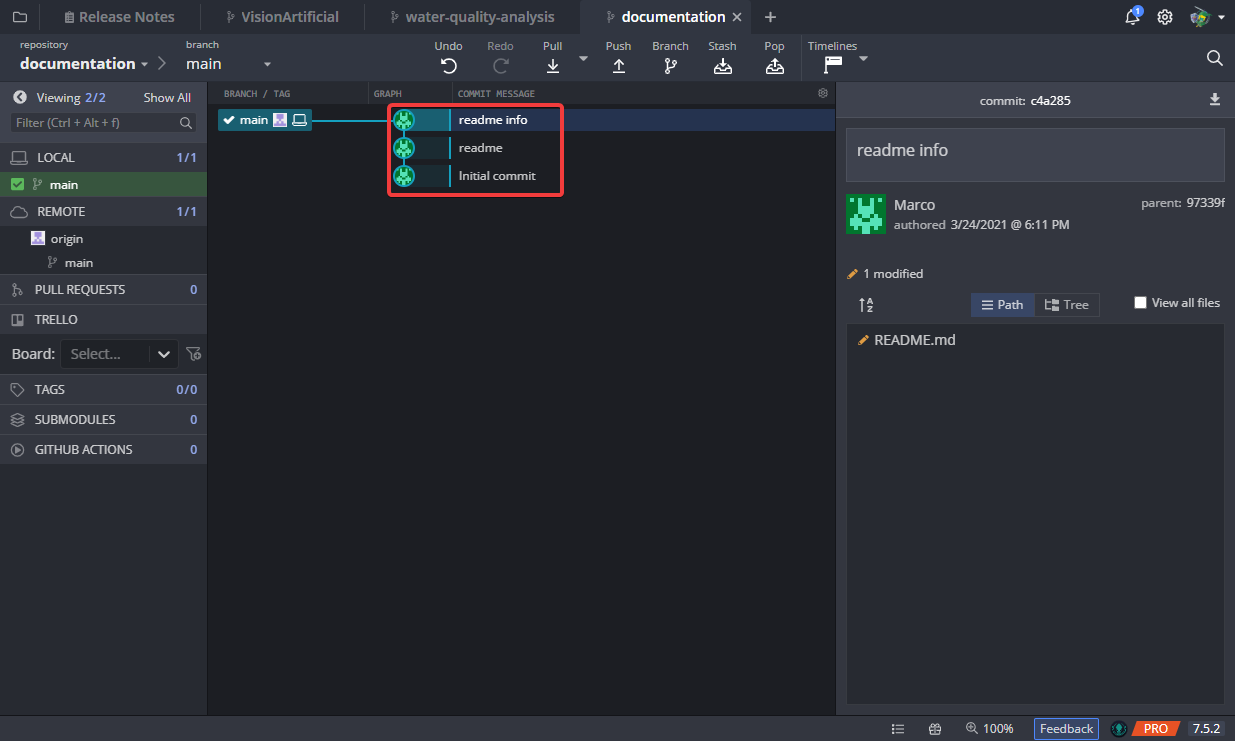 Release Notes
VisionArtificial
water-quality-analysis
documentation
1
repository
documentation
branch
main
Undo
Redo
Pull
Push
Branch
Stash
Pop
Timelines
Viewing 2/2
Show All
Filter (Ctrl + Alt + f)
LOCAL 1/1
main
REMOTE 1/1
origin
main
PULL REQUESTS 0
TRELLO
Board: Select...
TAGS 0/0
SUBMODULES 0
GITHUB ACTIONS 0
BRANCH / TAG
GRAPH
COMMIT MESSAGE
main
readme info
readme
Initial commit
commit: c4a285
readme info
Marco
authored 3/24/2021 @ 6:11 PM
parent: 97339f
1 modified
A
Z
Path
Tree
View all files
README.md
100%
Feedback
PRO
7.5.2